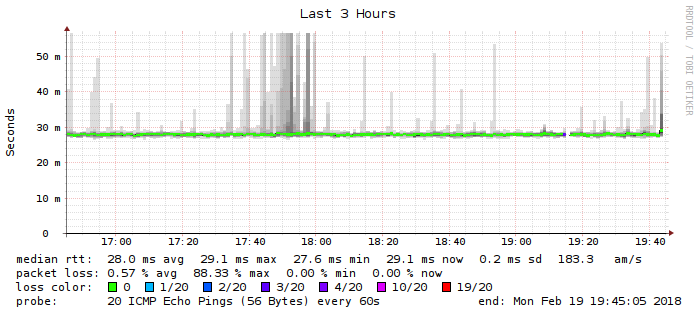 Last 3 Hours
RRDTOOL / TOBI OETIKER
Seconds
50 m
40 m
30 m
20 m
10 m
0
17:00 17:20 17:40 18:00 18:20 18:40 19:00 19:20 19:40
median rtt: 28.0 ms avg 29.1 ms max 27.6 ms min 29.1 ms now 0.2 ms sd 183.3 am/s
packet loss: 0.57 % avg 88.33 % max 0.00 % min 0.00 % now
loss color: 0 1/20 2/20 3/20 4/20 10/20 19/20
probe: 20 ICMP Echo Pings (56 Bytes) every 60s end: Mon Feb 19 19:45:05 2018